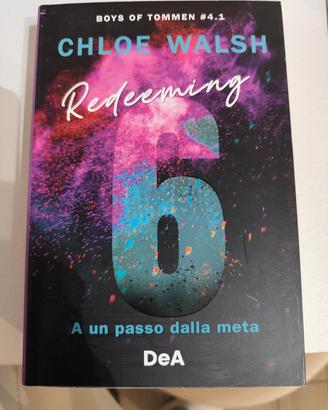 BOYS OF TOMMEN #4.1
CHLOE WALSH
Redeeming
6
A un passo dalla meta
DeA